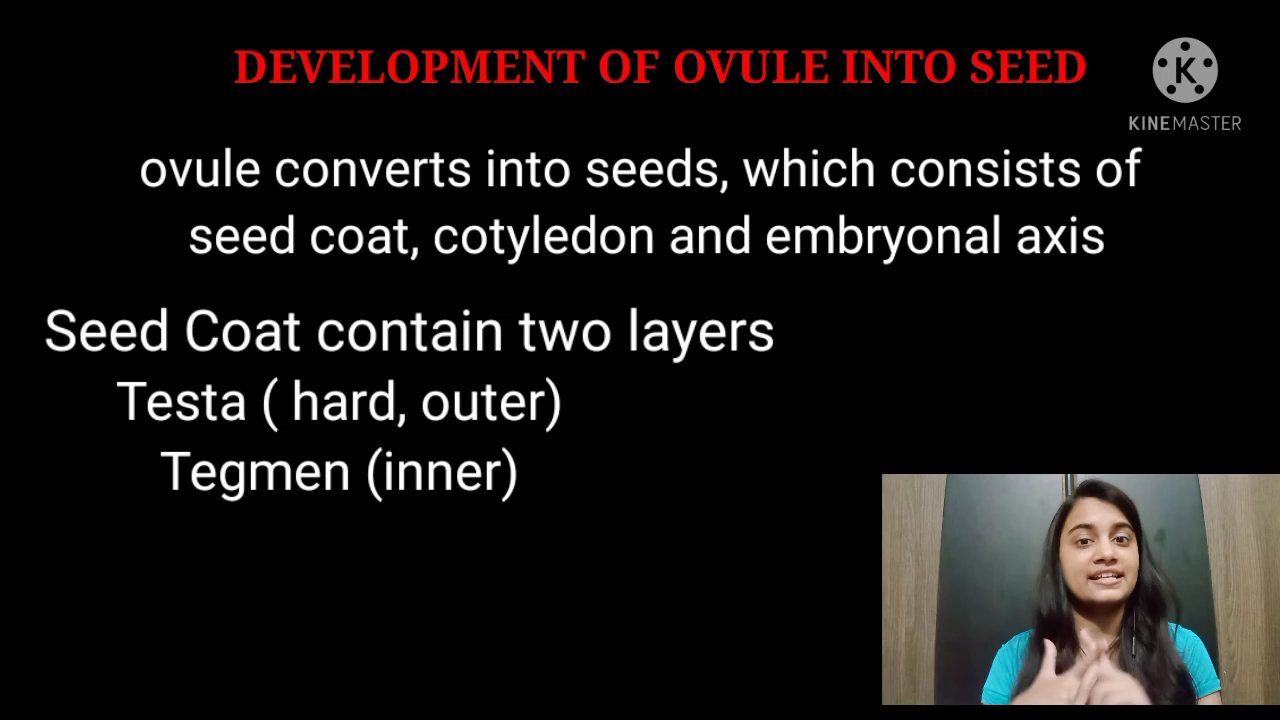 DEVELOPMENT OF OVULE INTO SEED
K
KINEMASTER
ovule converts into seeds, which consists of
seed coat, cotyledon and embryonal axis
Seed Coat contain two layers
Testa ( hard, outer)
Tegmen (inner)